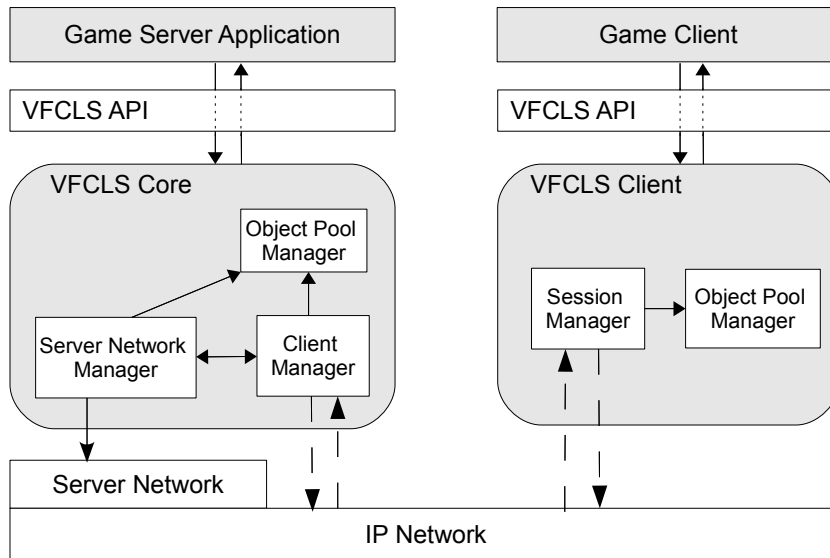 Game Server Application
VFCLS API
VFCLS Core
Object Pool
Manager
Server Network
Manager
Client
Manager
Server Network
Game Client
VFCLS API
VFCLS Client
Session
Manager
Object Pool
Manager
IP Network